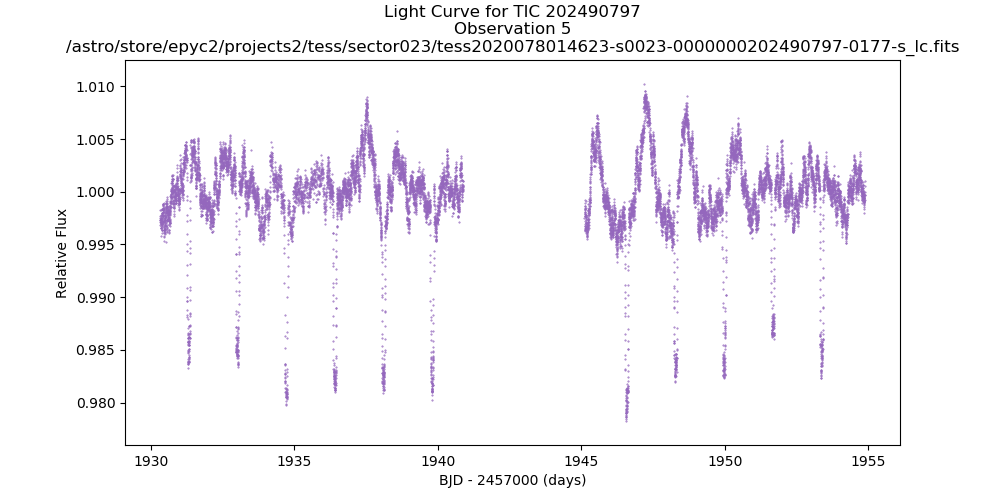 Light Curve for TIC 202490797
Observation 5
/astro/store/epyc2/projects2/tess/sector023/tess2020078014623-s0023-0000000202490797-0177-s_lc.fits
1.010
1.005
1.000
0.995
0.990
0.985
0.980
Relative Flux
1930 1935 1940 1945 1950 1955
BJD - 2457000 (days)